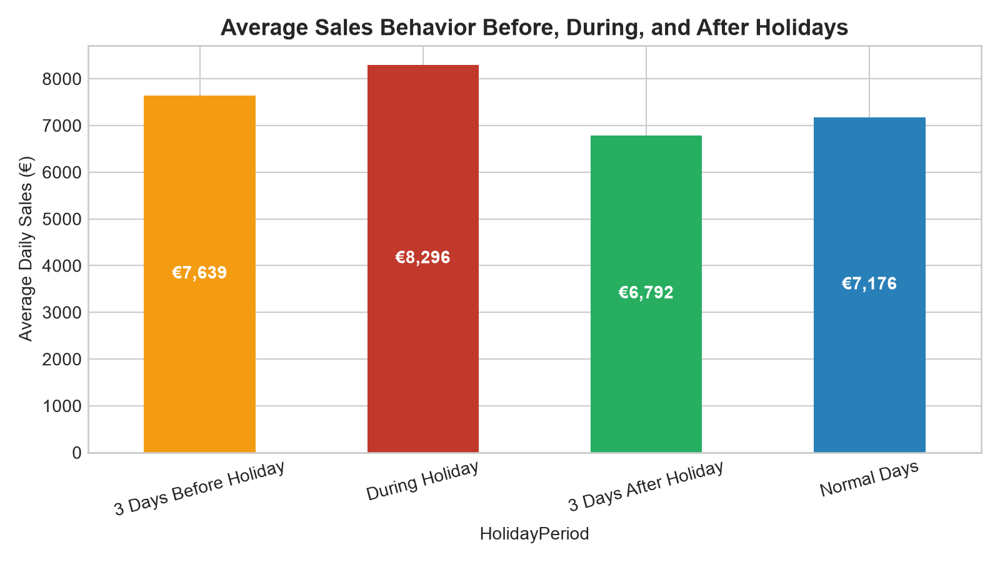 Average Sales Behavior Before, During, and After Holidays
Average Daily Sales (€)
8000
7000
6000
5000
4000
3000
2000
1000
0
€7,639
€8,296
€6,792
€7,176
3 Days Before Holiday
During Holiday
3 Days After Holiday
Normal Days
HolidayPeriod